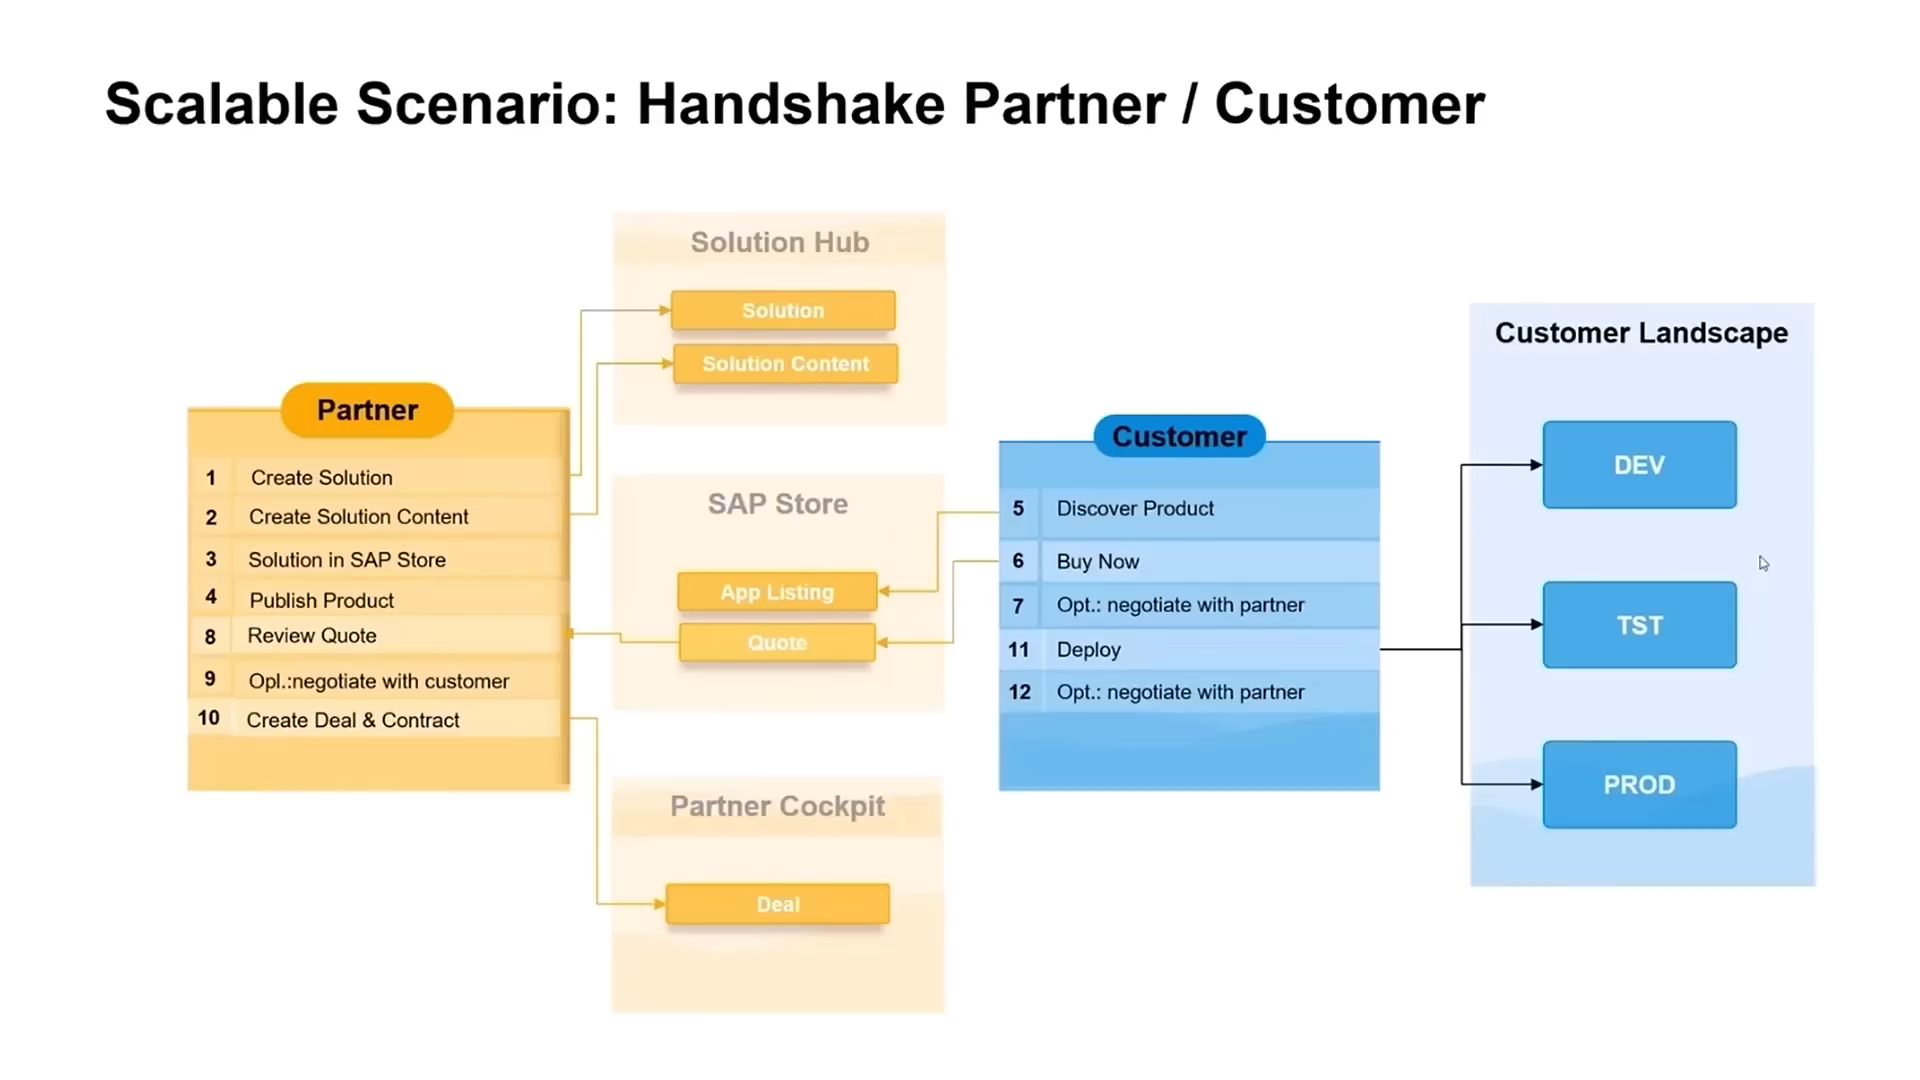 Scalable Scenario: Handshake Partner / Customer
Solution Hub
Solution
Solution Content
Partner
1 Create Solution
2 Create Solution Content
3 Solution in SAP Store
4 Publish Product
8 Review Quote
9 Opl.:negotiate with customer
10 Create Deal & Contract
SAP Store
App Listing
Quote
Partner Cockpit
Deal
Customer
5 Discover Product
6 Buy Now
7 Opt.: negotiate with partner
11 Deploy
12 Opt.: negotiate with partner
Customer Landscape
DEV
TST
PROD